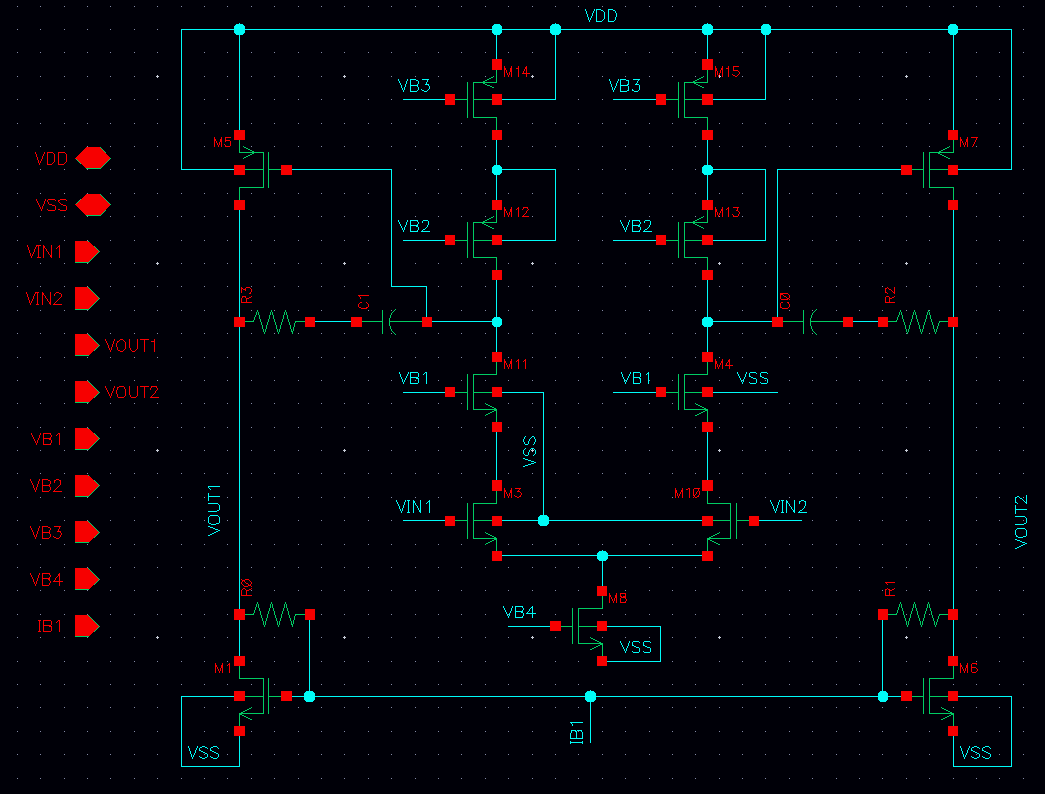 VDD
VB3
M14
VB3
M15
M5
M7
VDD
VSS
VIN1
VIN2
VOUT1
VOUT2
VB1
VB2
VB3
VB4
IB1
VB2
M12
VB2
M13
R3
C1
C0
R2
VB1
M11
VB1
M4
VSS
VSS
VIN1
M3
M10
VIN2
VOUT1
VOUT2
R0
VB4
M8
VSS
R1
M1
M6
IB1
VSS
VSS